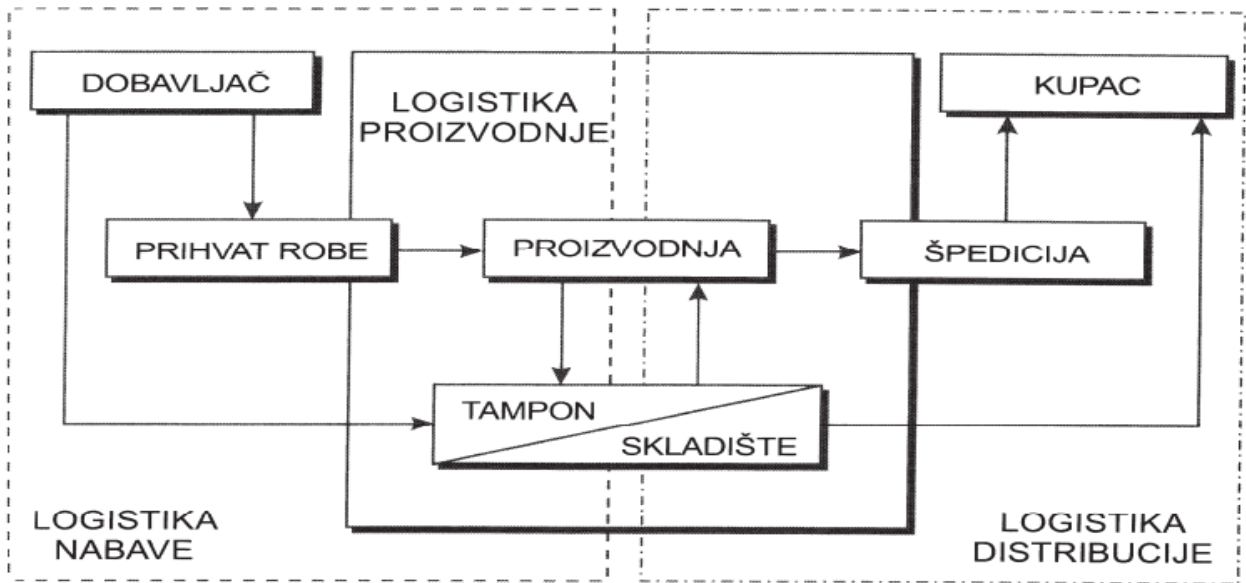 DOBAVLJAČ
LOGISTIKA
PROIZVODNJE
KUPAC
PRIHVAT ROBE
PROIZVODNJA
ŠPEDICIJA
TAMPON
SKLADIŠTE
LOGISTIKA
NABAVE
LOGISTIKA
DISTRIBUCIJE